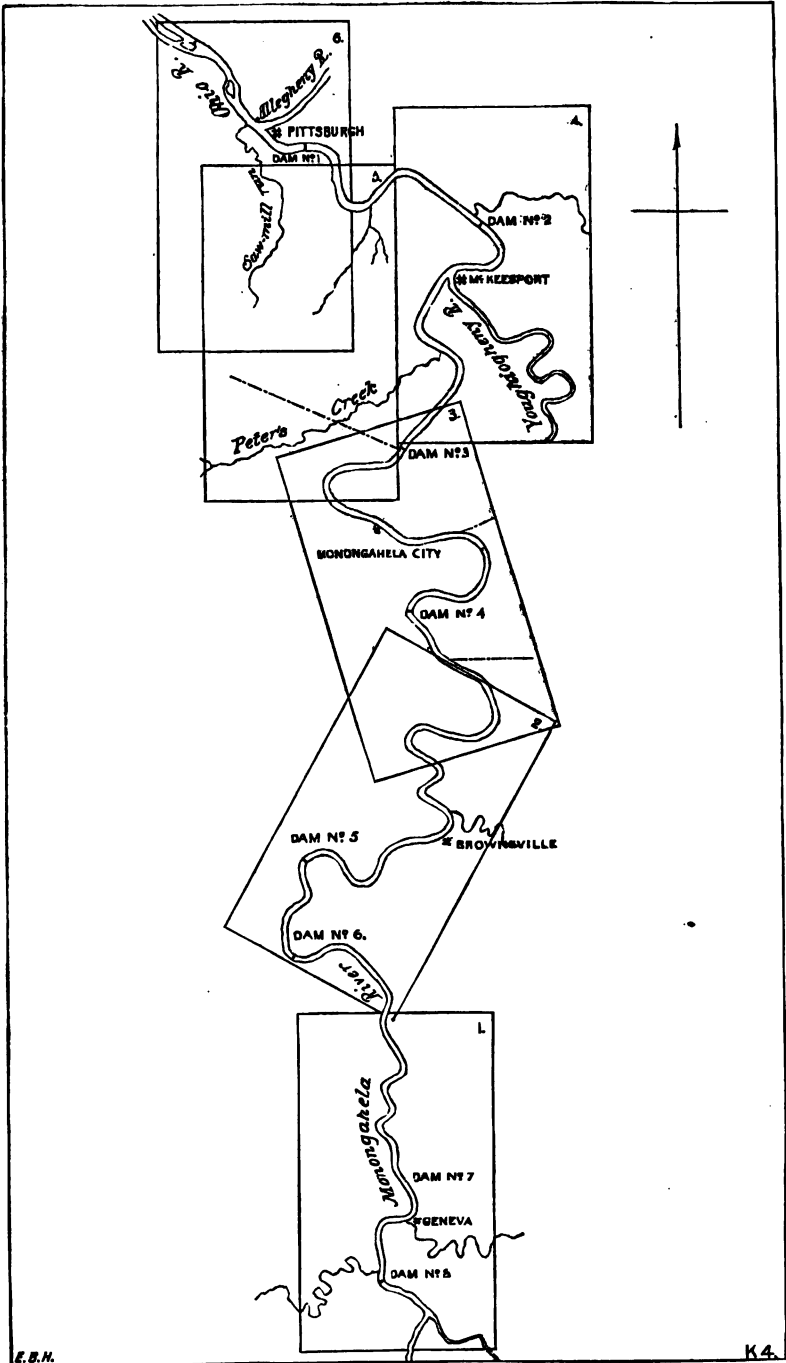 6.
Ohio R.
Allegheny R.
PITTSBURGH
DAM Nº 1
5.
4.
Saw-mill run
DAM Nº 2
McKEESPORT
Youghiogheny R.
Peter's Creek
3.
DAM Nº 3
MONONGAHELA CITY
DAM Nº 4
2.
DAM Nº 5
BROWNSVILLE
DAM Nº 6.
River
1.
Monongahela
DAM Nº 7
GENEVA
DAM Nº 8
E.B.H.
K4.